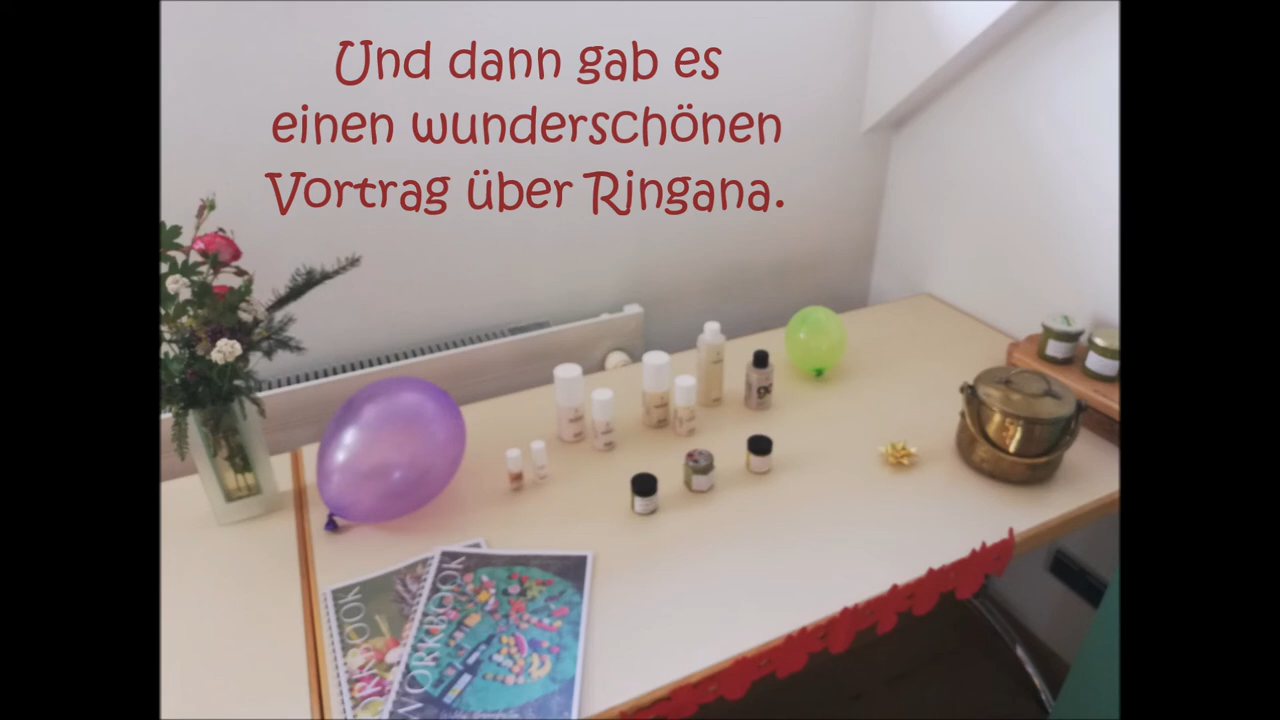 Und dann gab es
einen wunderschönen
Vortrag über Ringana.
WORKBOOK
WORKBOOK